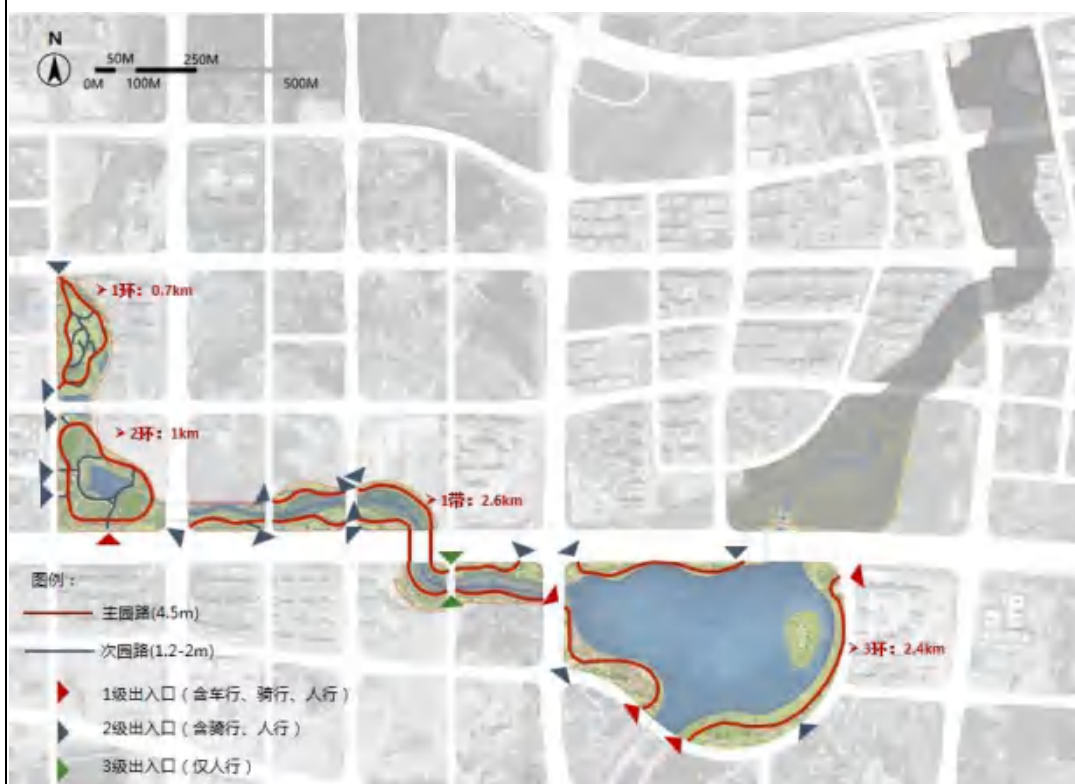 N
50M 250M
0M 100M 500M
1环：0.7km
2环：1km
1带：2.6km
3环：2.4km
图例：
主园路(4.5m)
次园路(1.2-2m)
1级出入口（含车行、骑行、人行）
2级出入口（含骑行、人行）
3级出入口（仅人行）